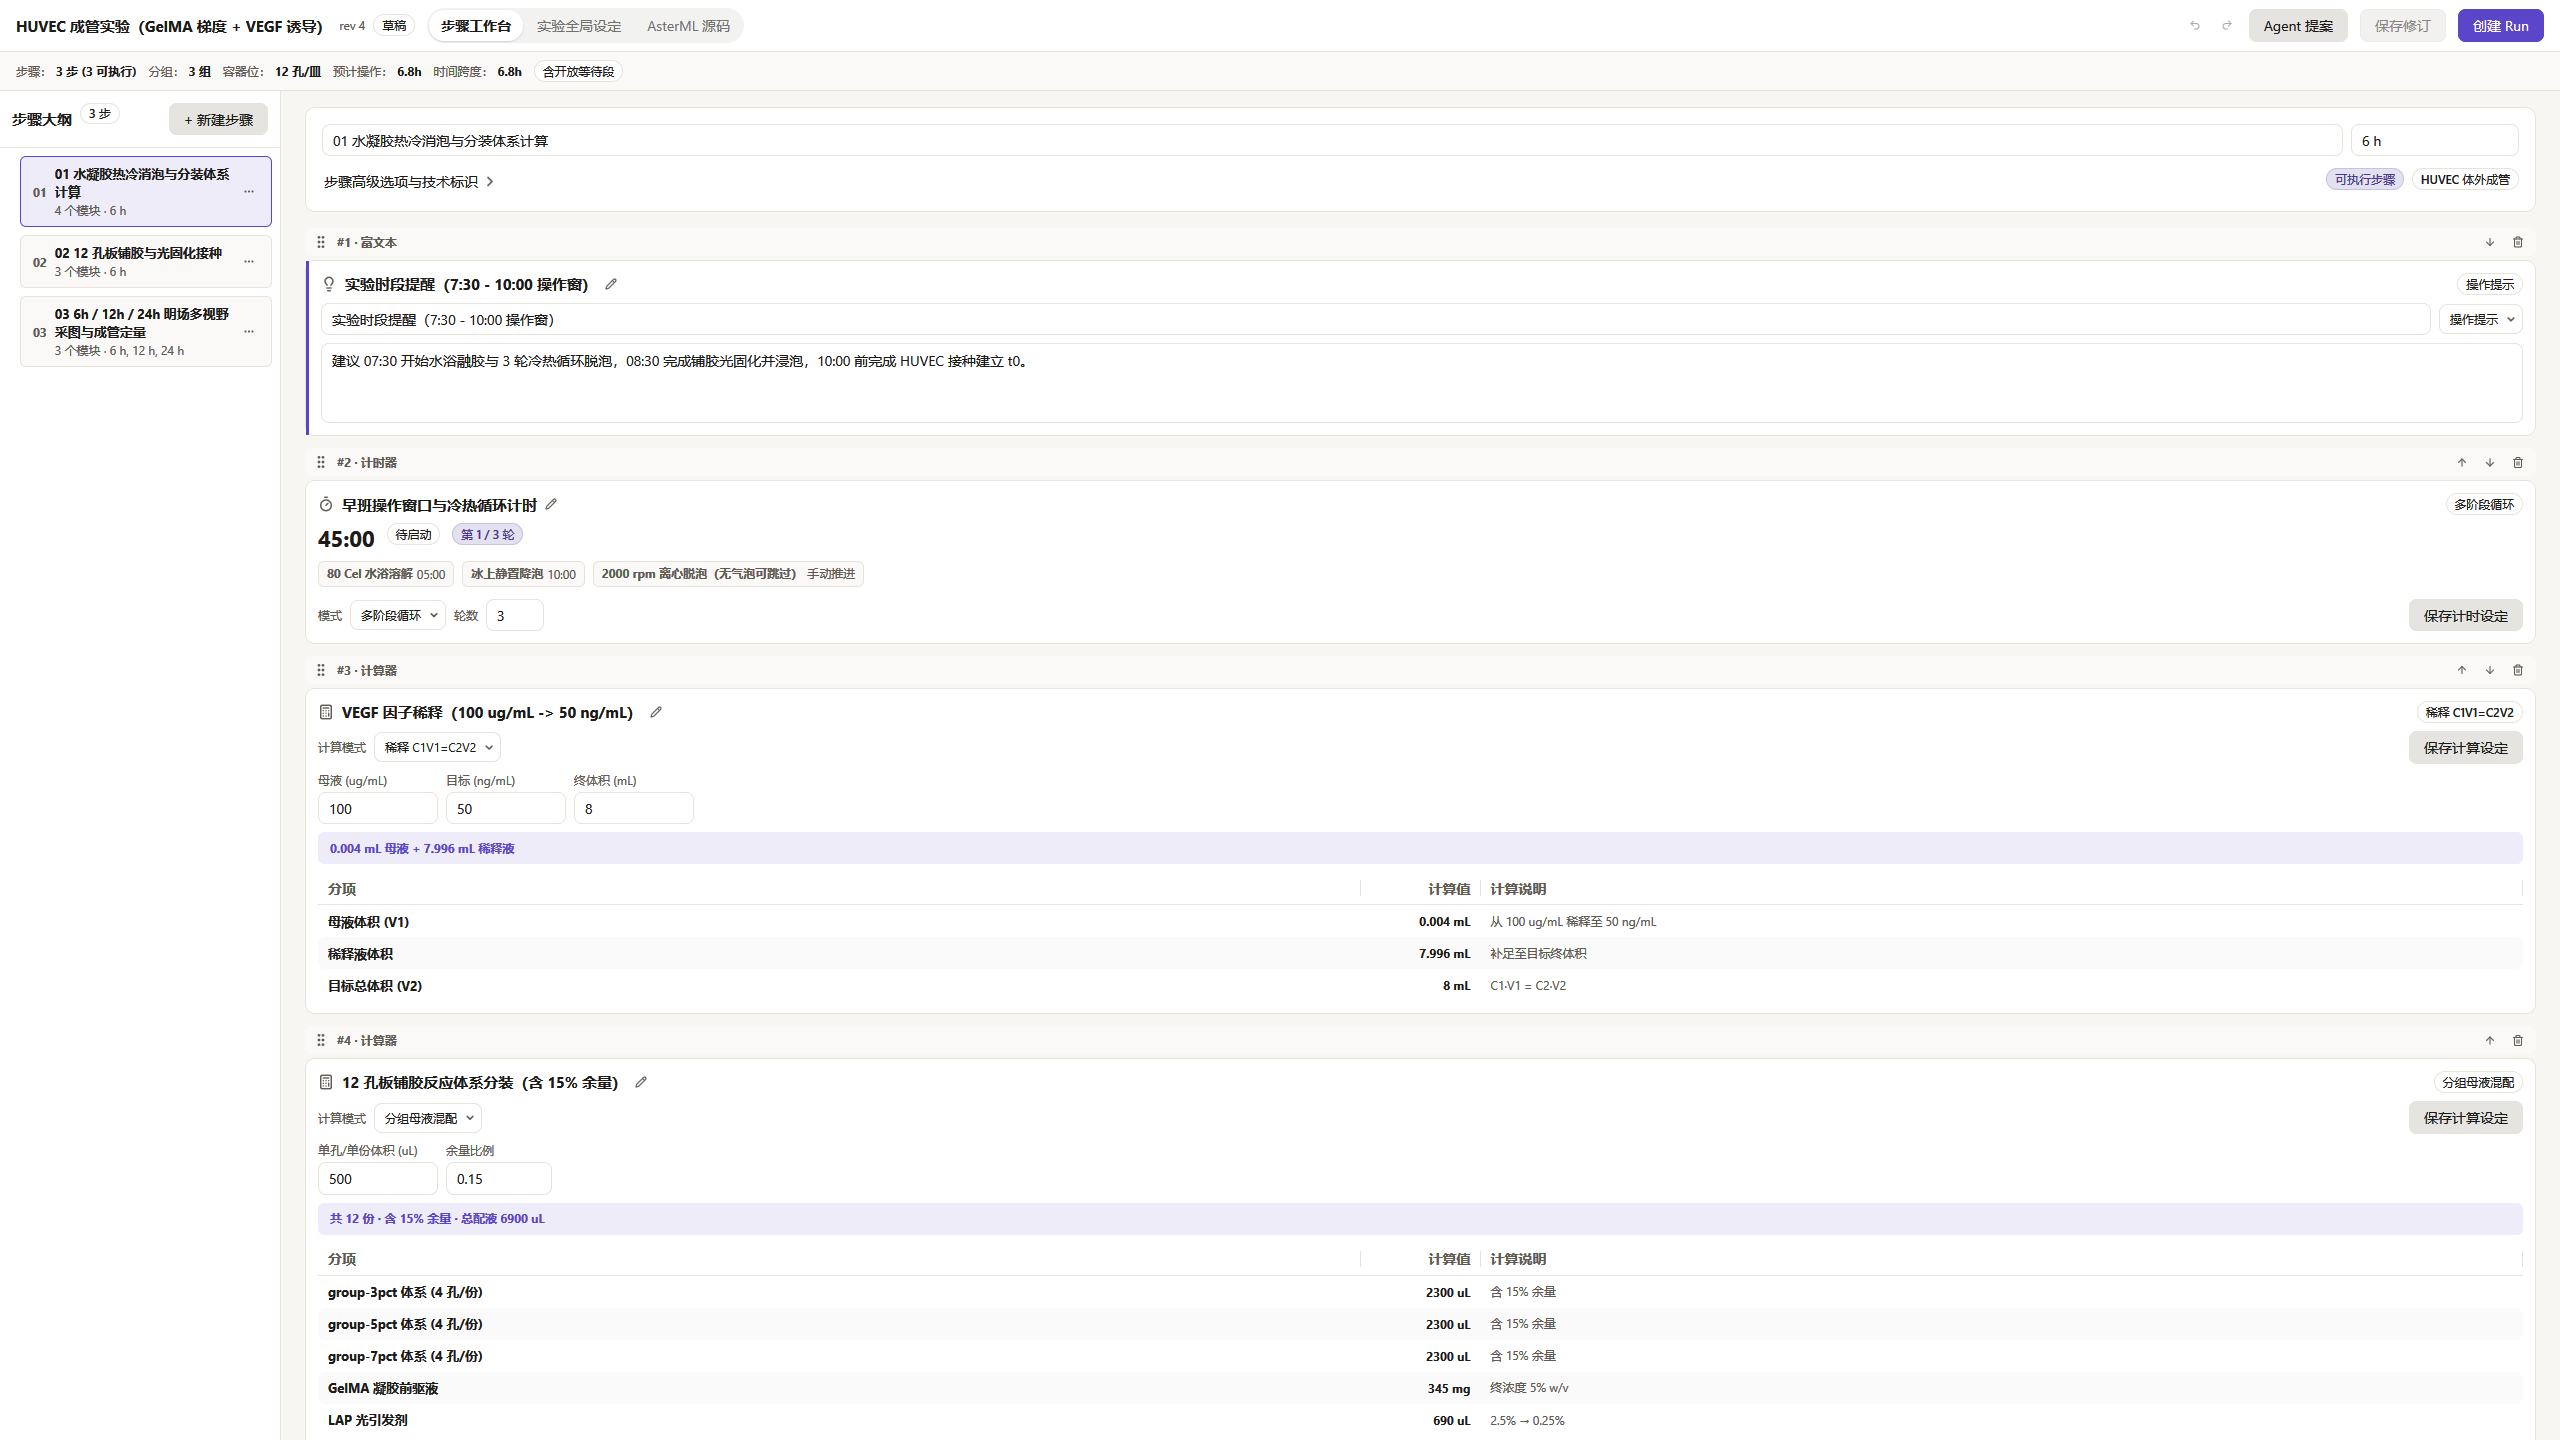 HUVEC 成管实验（GelMA 梯度 + VEGF 诱导） rev 4 草稿 步骤工作台 实验全局设定 AsterML 源码 Agent 提案 保存修订 创建 Run
步骤： 3 步 (3 可执行) 分组： 3 组 容器位： 12 孔/皿 预计操作： 6.8h 时间跨度： 6.8h 含开放等待段
步骤大纲 3 步 + 新建步骤
01 01 水凝胶热冷消泡与分装体系计算 ···
4 个模块 · 6 h
02 02 12 孔板铺胶与光固化接种 ···
3 个模块 · 6 h
03 03 6h / 12h / 24h 明场多视野采图与成管定量 ···
3 个模块 · 6 h, 12 h, 24 h
01 水凝胶热冷消泡与分装体系计算 6 h
步骤高级选项与技术标识 可执行步骤 HUVEC 体外成管
#1 · 富文本
实验时段提醒（7:30 - 10:00 操作窗） 操作提示
实验时段提醒（7:30 - 10:00 操作窗） 操作提示
建议 07:30 开始水浴融胶与 3 轮冷热循环脱泡，08:30 完成铺胶光固化并浸泡，10:00 前完成 HUVEC 接种建立 t0。
#2 · 计时器
早班操作窗口与冷热循环计时 多阶段循环
45:00 待启动 第 1 / 3 轮
80 Cel 水浴溶解 05:00 冰上静置降泡 10:00 2000 rpm 离心脱泡（无气泡可跳过） 手动推进
模式 多阶段循环 轮数 3 保存计时设定
#3 · 计算器
VEGF 因子稀释（100 ug/mL -> 50 ng/mL） 稀释 C1V1=C2V2
计算模式 稀释 C1V1=C2V2 保存计算设定
母液 (ug/mL) 目标 (ng/mL) 终体积 (mL)
100 50 8
0.004 mL 母液 + 7.996 mL 稀释液
分项 计算值 计算说明
母液体积 (V1) 0.004 mL 从 100 ug/mL 稀释至 50 ng/mL
稀释液体积 7.996 mL 补足至目标终体积
目标总体积 (V2) 8 mL C1·V1 = C2·V2
#4 · 计算器
12 孔板铺胶反应体系分装（含 15% 余量） 分组母液混配
计算模式 分组母液混配 保存计算设定
单孔/单份体积 (uL) 余量比例
500 0.15
共 12 份 · 含 15% 余量 · 总配液 6900 uL
分项 计算值 计算说明
group-3pct 体系 (4 孔/份) 2300 uL 含 15% 余量
group-5pct 体系 (4 孔/份) 2300 uL 含 15% 余量
group-7pct 体系 (4 孔/份) 2300 uL 含 15% 余量
GelMA 凝胶前驱液 345 mg 终浓度 5% w/v
LAP 光引发剂 690 uL 2.5% → 0.25%